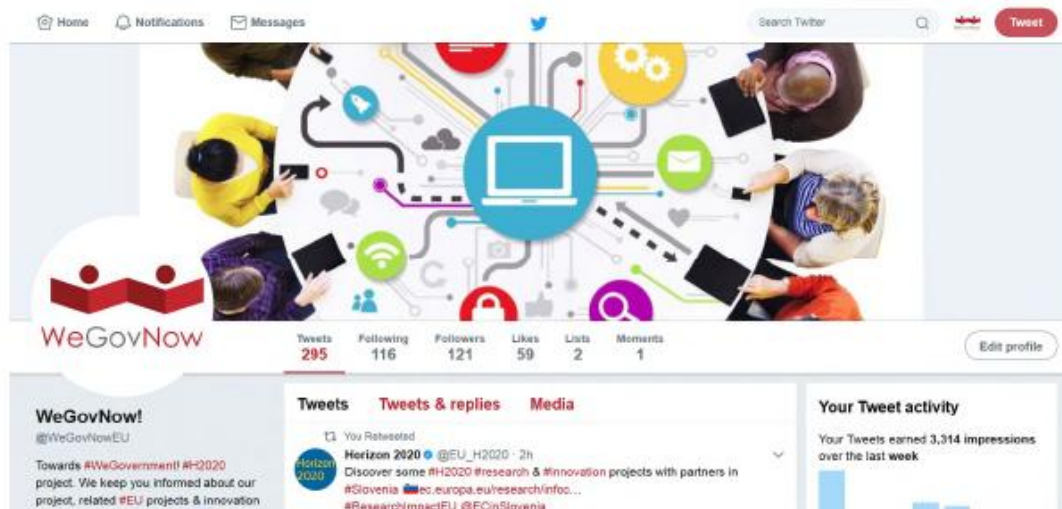 Home
Notifications
Messages
Search Twitter
Tweet
WeGovNow
Tweets
295
Following
116
Followers
121
Likes
59
Lists
2
Moments
1
Edit profile
WeGovNow!
@WeGovNowEU
Towards #WeGovernment! #H2020
project. We keep you informed about our
project, related #EU projects & innovation
Tweets
Tweets & replies
Media
You Retweeted
Horizon 2020
Horizon 2020 @EU_H2020 · 2h
Discover some #H2020 #research & #innovation projects with partners in
#Slovenia ec.europa.eu/research/infoc...
#ResearchImpactEU @ECinSlovenia
Your Tweet activity
Your Tweets earned 3,314 impressions
over the last week